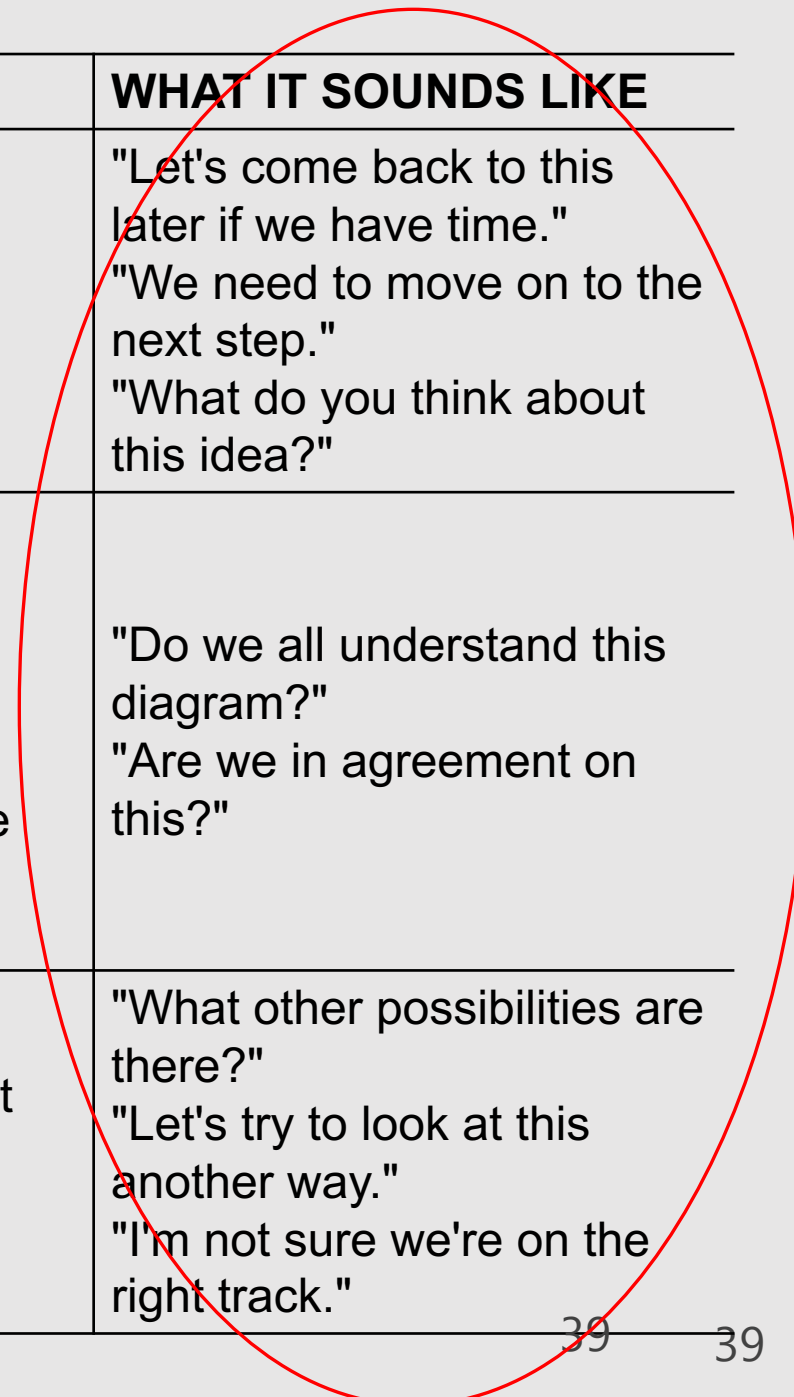 WHAT IT SOUNDS LIKE
"Let's come back to this
later if we have time."
"We need to move on to the
next step."
"What do you think about
this idea?"
"Do we all understand this
diagram?"
"Are we in agreement on
this?"
e
"What other possibilities are
there?"
t
"Let's try to look at this
another way."
"I'm not sure we're on the
right track."
39
39